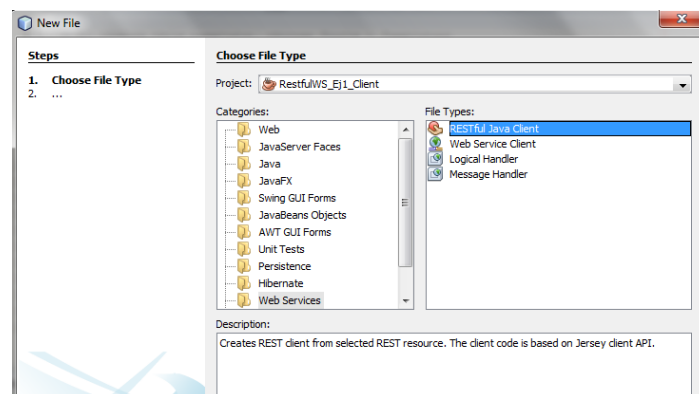 New File
Steps
1. Choose File Type
2. ...
Choose File Type
Project: RestfulWS_Ej1_Client
Categories:
Web
JavaServer Faces
Java
JavaFX
Swing GUI Forms
JavaBeans Objects
AWT GUI Forms
Unit Tests
Persistence
Hibernate
Web Services
File Types:
RESTful Java Client
Web Service Client
Logical Handler
Message Handler
Description:
Creates REST client from selected REST resource. The client code is based on Jersey client API.